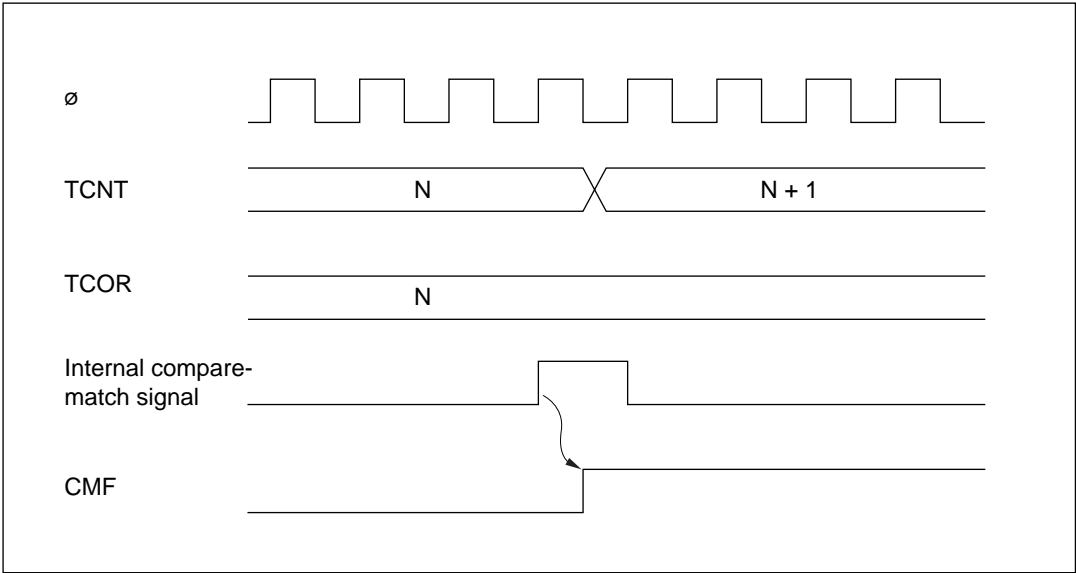 ø
TCNT
N
N + 1
TCOR
N
Internal compare-
match signal
CMF